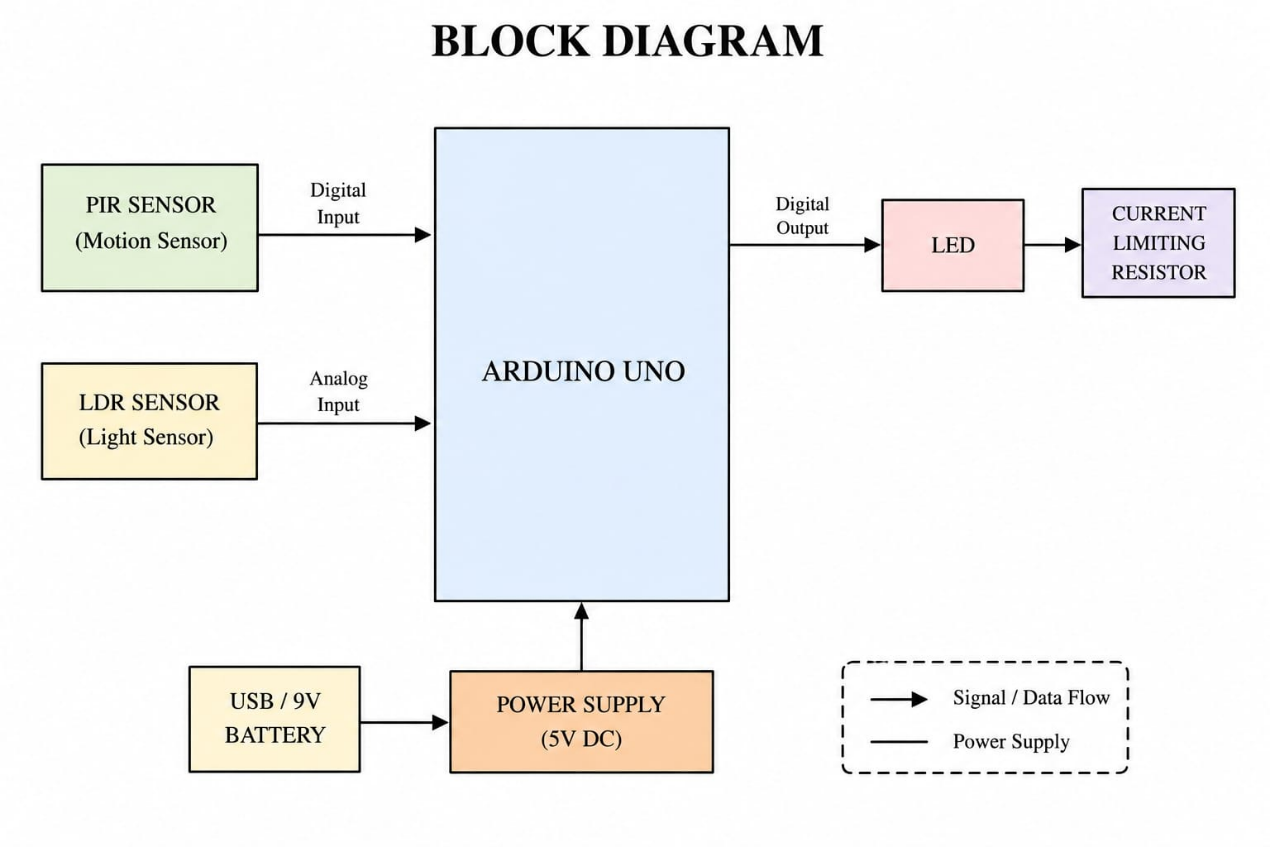 BLOCK DIAGRAM
PIR SENSOR
(Motion Sensor)
Digital
Input
LDR SENSOR
(Light Sensor)
Analog
Input
ARDUINO UNO
Digital
Output
LED
CURRENT
LIMITING
RESISTOR
USB / 9V
BATTERY
POWER SUPPLY
(5V DC)
Signal / Data Flow
Power Supply